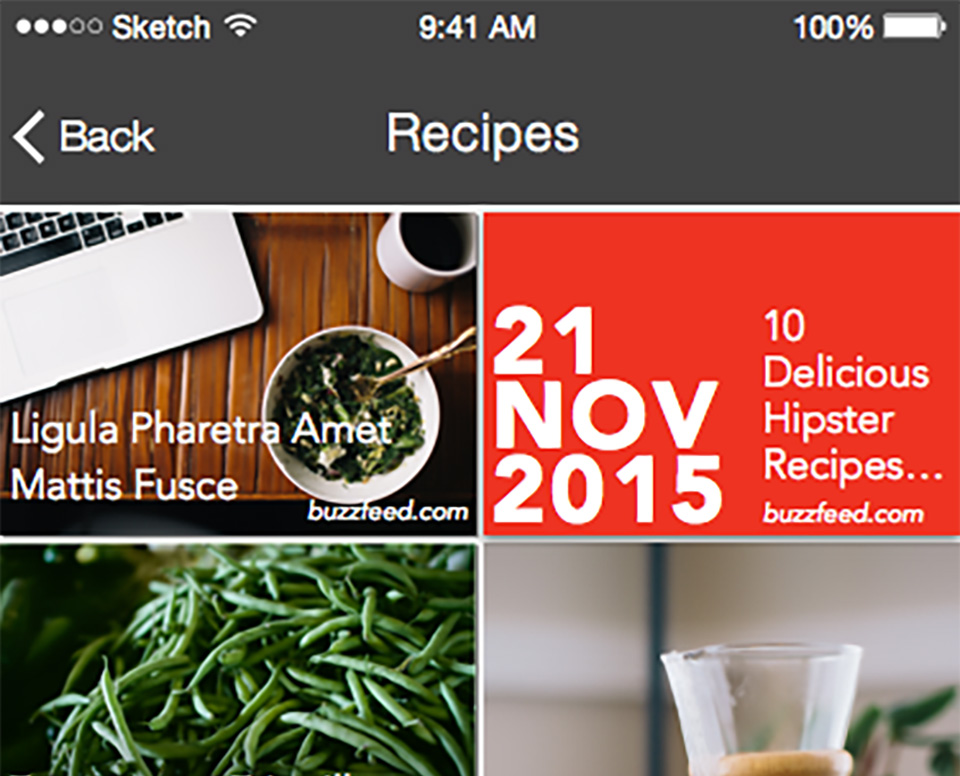 Sketch 9:41 AM 100%
Back Recipes
Ligula Pharetra Amet
Mattis Fusce
buzzfeed.com
21
NOV
2015
10
Delicious
Hipster
Recipes...
buzzfeed.com